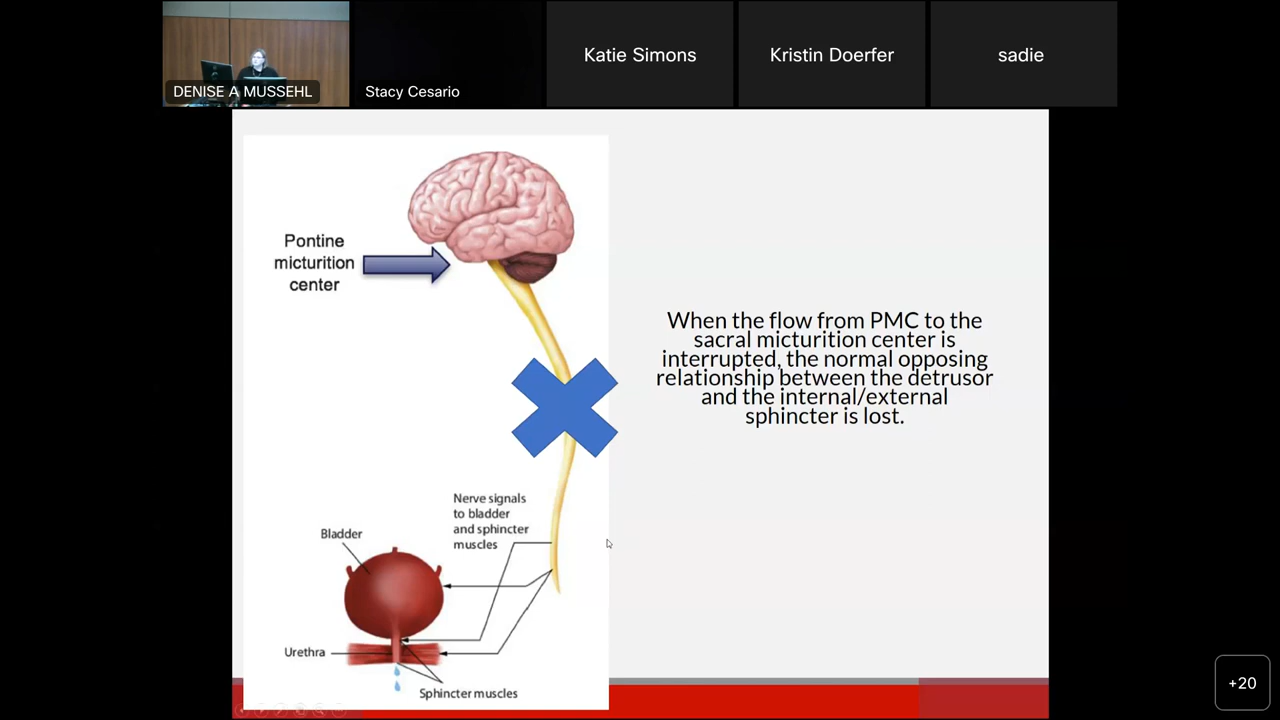 DENISE A MUSSEHL
Stacy Cesario
Katie Simons
Kristin Doerfer
sadie
Pontine
micturition
center
When the flow from PMC to the
sacral micturition center is
interrupted, the normal opposing
relationship between the detrusor
and the internal/external
sphincter is lost.
Nerve signals
to bladder
and sphincter
muscles
Bladder
Urethra
Sphincter muscles
+20